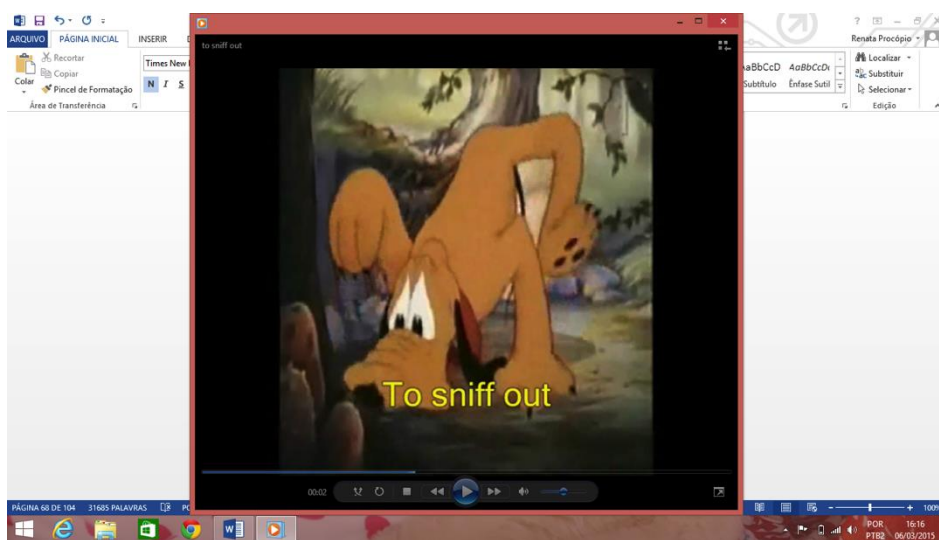 ARQUIVO PÁGINA INICIAL INSERIR
Renata Procópio
Colar
Recortar
Copiar
Pincel de Formatação
Área de Transferência
Times New
N I S
AaBbCcDc
Subtítulo Ênfase Sutil
Localizar
Substituir
Selecionar
Edição
to sniff out
To sniff out
00:02
PÁGINA 68 DE 104 31685 PALAVRAS
100%
POR
PTB2
16:16
06/03/2015